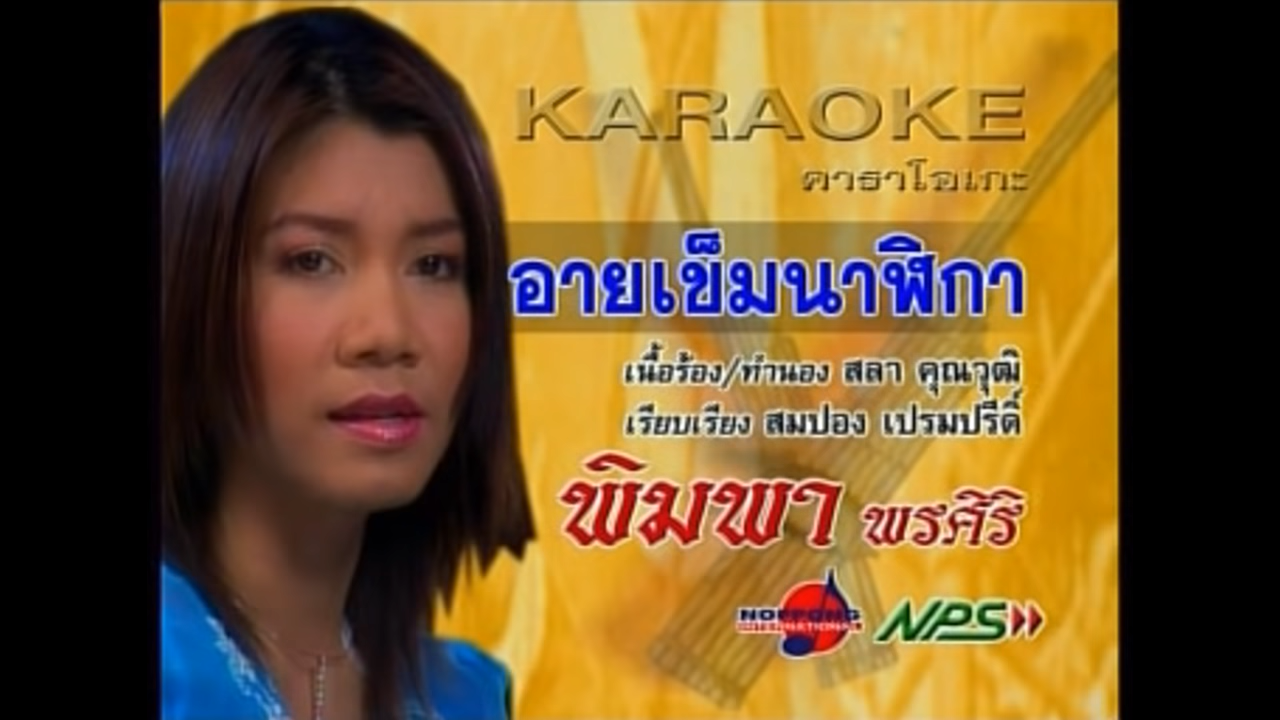 KARAOKE
คาราโอเกะ
อายเข็มนาฬิกา
เนื้อร้อง/ทำนอง สลา คุณวุฒิ
เรียบเรียง สมปอง เปรมปรีดิ์
พิมพา พรศิริ
NOPPONG
INTERNATIONAL
NPS